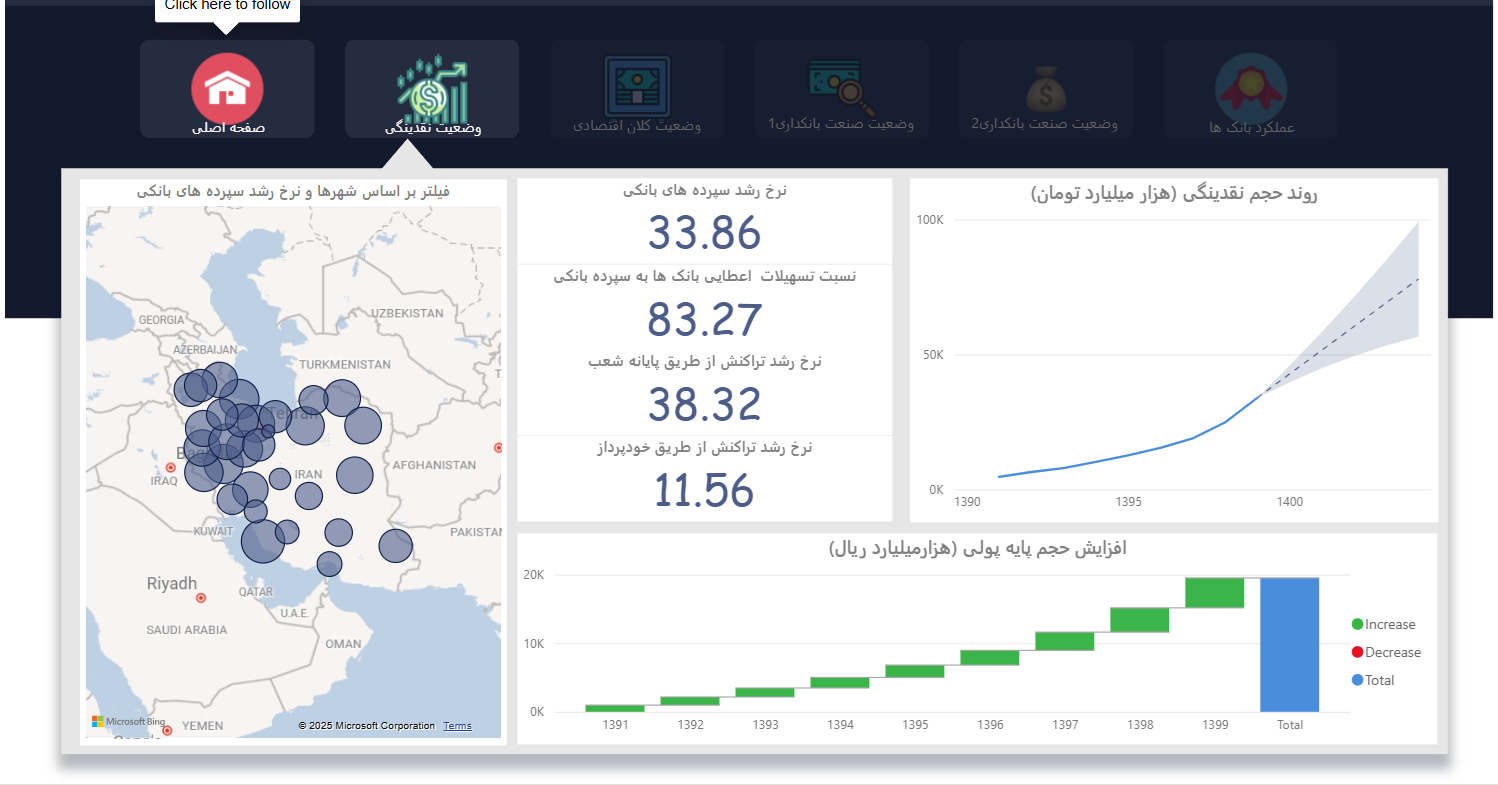 Click here to follow
صفحه اصلی
وضعیت نقدینگی
وضعیت کلان اقتصادی
وضعیت صنعت بانکداری1
وضعیت صنعت بانکداری2
عملکرد بانک ها
فیلتر بر اساس شهرها و نرخ رشد سپرده های بانکی
GEORGIA
UZBEKISTAN
AZERBAIJAN
TURKMENISTAN
Tehran
IRAQ
IRAN
AFGHANISTAN
KUWAIT
PAKISTAN
Riyadh
QATAR
U.A.E.
SAUDI ARABIA
OMAN
YEMEN
Microsoft Bing
© 2025 Microsoft Corporation Terms
نرخ رشد سپرده های بانکی
33.86
نسبت تسهیلات اعطایی بانک ها به سپرده بانکی
83.27
نرخ رشد تراکنش از طریق پایانه شعب
38.32
نرخ رشد تراکنش از طریق خودپرداز
11.56
روند حجم نقدینگی (هزار میلیارد تومان)
100K
50K
0K
1390 1395 1400
افزایش حجم پایه پولی (هزارمیلیارد ریال)
20K
10K
0K
1391 1392 1393 1394 1395 1396 1397 1398 1399 Total
Increase
Decrease
Total